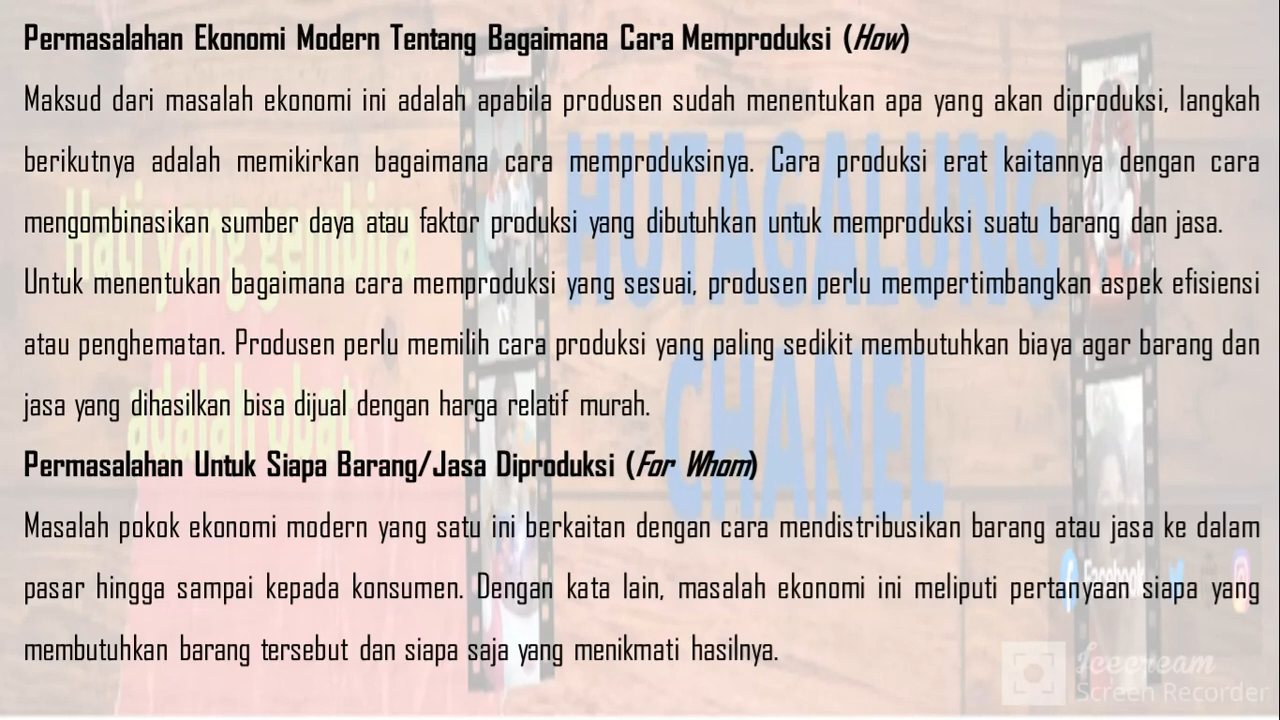 Permasalahan Ekonomi Modern Tentang Bagaimana Cara Memproduksi (How)
Maksud dari masalah ekonomi ini adalah apabila produsen sudah menentukan apa yang akan diproduksi, langkah
berikutnya adalah memikirkan bagaimana cara memproduksinya. Cara produksi erat kaitannya dengan cara
mengombinasikan sumber daya atau faktor produksi yang dibutuhkan untuk memproduksi suatu barang dan jasa.
Untuk menentukan bagaimana cara memproduksi yang sesuai, produsen perlu mempertimbangkan aspek efisiensi
atau penghematan. Produsen perlu memilih cara produksi yang paling sedikit membutuhkan biaya agar barang dan
jasa yang dihasilkan bisa dijual dengan harga relatif murah.
Permasalahan Untuk Siapa Barang/Jasa Diproduksi (For Whom)
Masalah pokok ekonomi modern yang satu ini berkaitan dengan cara mendistribusikan barang atau jasa ke dalam
pasar hingga sampai kepada konsumen. Dengan kata lain, masalah ekonomi ini meliputi pertanyaan siapa yang
membutuhkan barang tersebut dan siapa saja yang menikmati hasilnya.
Hati yang gembira
adalah obat
HUTAGALUNG
CHANEL
Facebook
Icecream
Screen Recorder